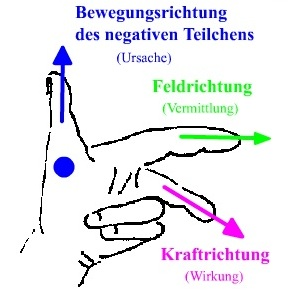 Bewegungsrichtung
des negativen Teilchens
(Ursache)
Feldrichtung
(Vermittlung)
Kraftrichtung
(Wirkung)